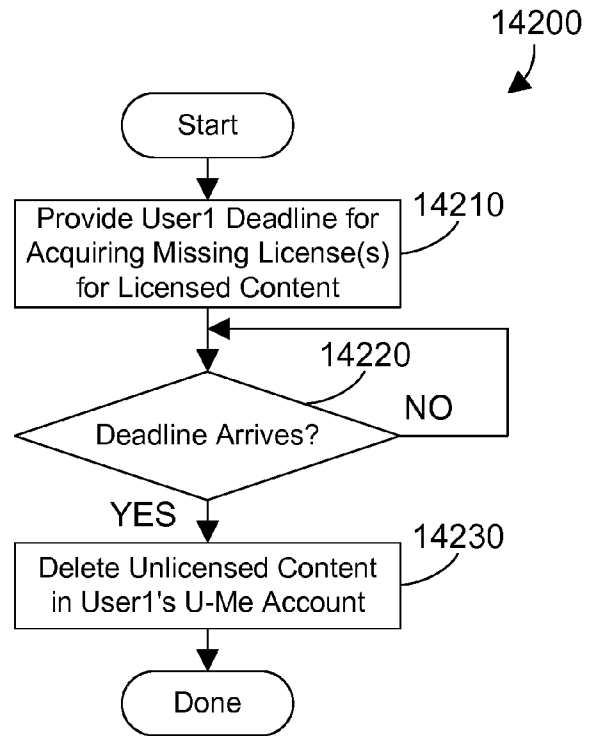 14200
Start
Provide User1 Deadline for
Acquiring Missing License(s)
for Licensed Content
14210
14220
Deadline Arrives?
NO
YES
14230
Delete Unlicensed Content
in User1's U-Me Account
Done